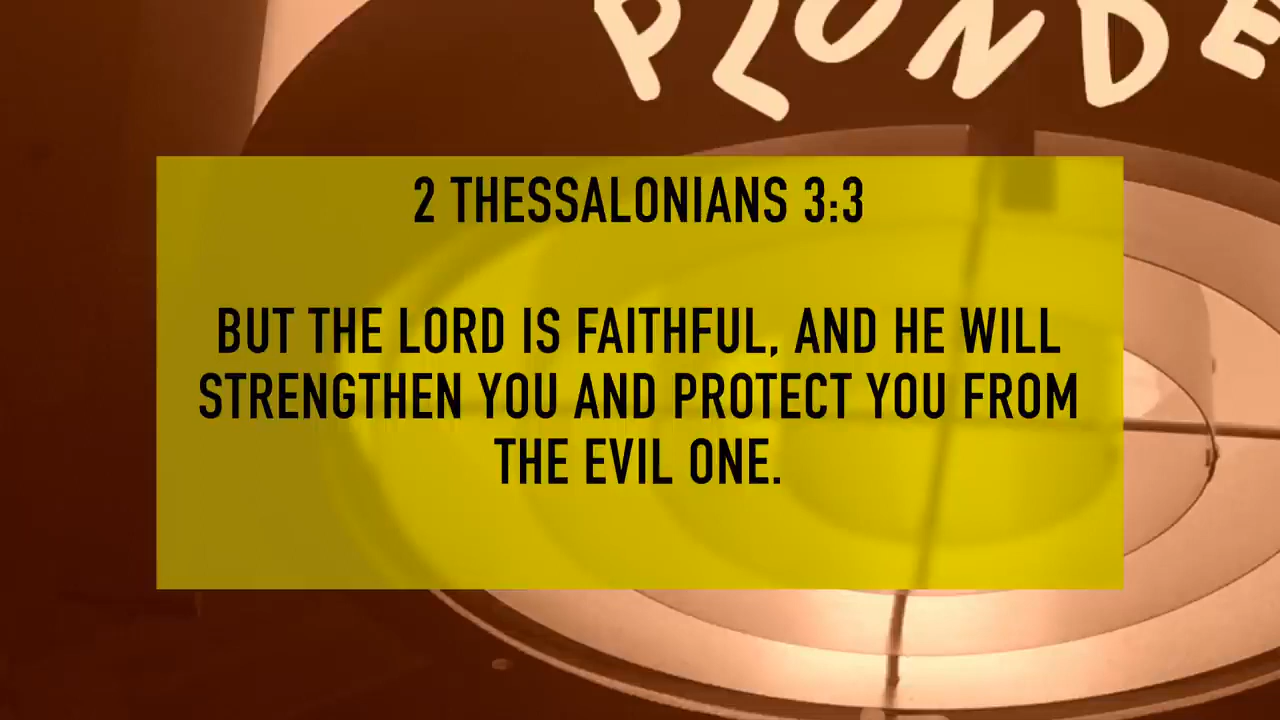 PLONDE
2 THESSALONIANS 3:3
BUT THE LORD IS FAITHFUL, AND HE WILL
STRENGTHEN YOU AND PROTECT YOU FROM
THE EVIL ONE.